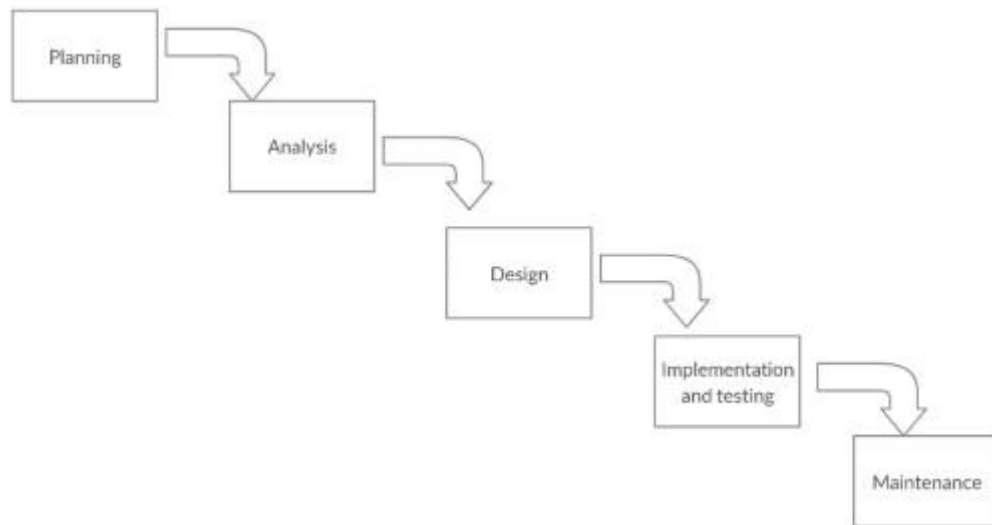 Planning
Analysis
Design
Implementation
and testing
Maintenance